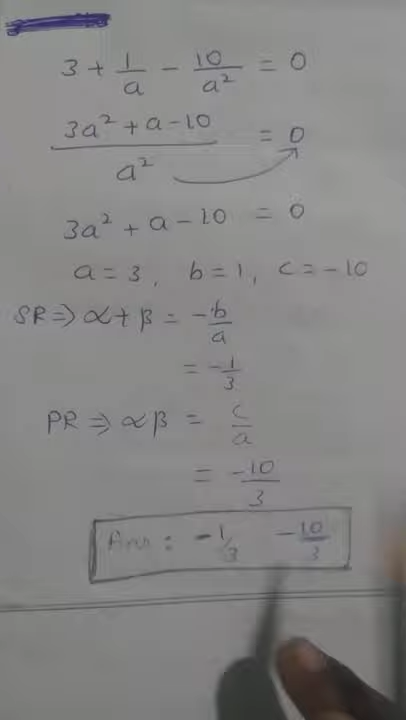 3 + 1/a - 10/a² = 0
(3a² + a - 10)/a² = 0
3a² + a - 10 = 0
a = 3, b = 1, c = -10
SR ⇒ α + β = -b/a
= -1/3
PR ⇒ αβ = c/a
= -10/3
Ans : -1/3 -10/3